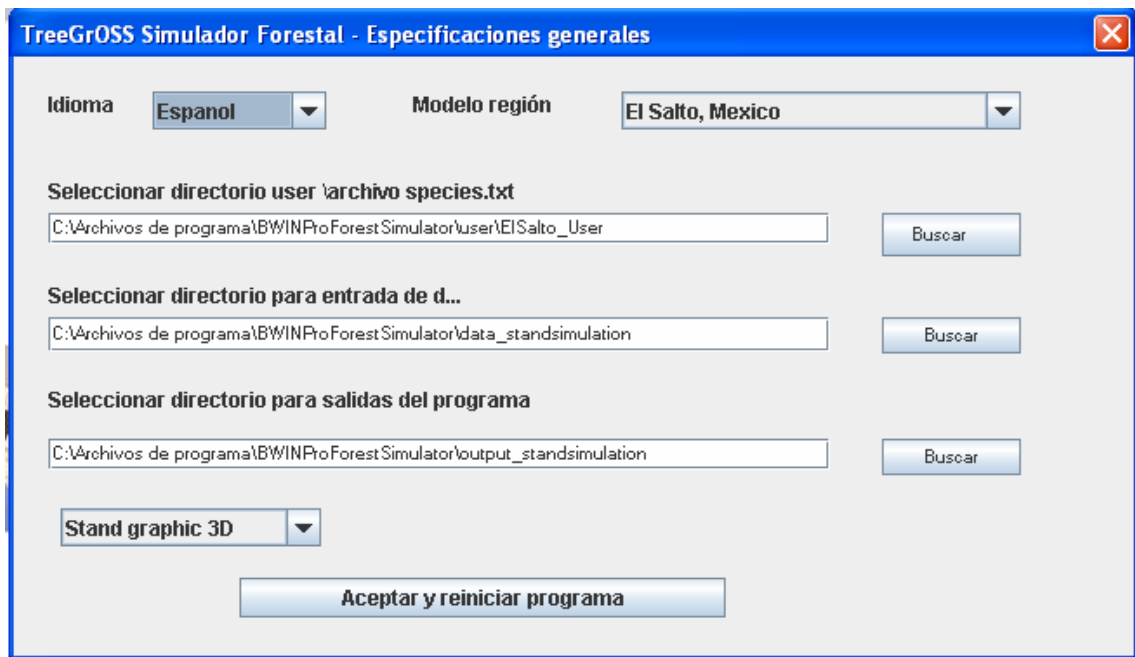 TreeGrOSS Simulador Forestal - Especificaciones generales
Idioma Espanol Modelo región El Salto, Mexico
Seleccionar directorio user \archivo species.txt
C:\Archivos de programa\BWINProForestSimulator\user\ElSalto_User Buscar
Seleccionar directorio para entrada de d...
C:\Archivos de programa\BWINProForestSimulator\data_standsimulation Buscar
Seleccionar directorio para salidas del programa
C:\Archivos de programa\BWINProForestSimulator\output_standsimulation Buscar
Stand graphic 3D
Aceptar y reiniciar programa